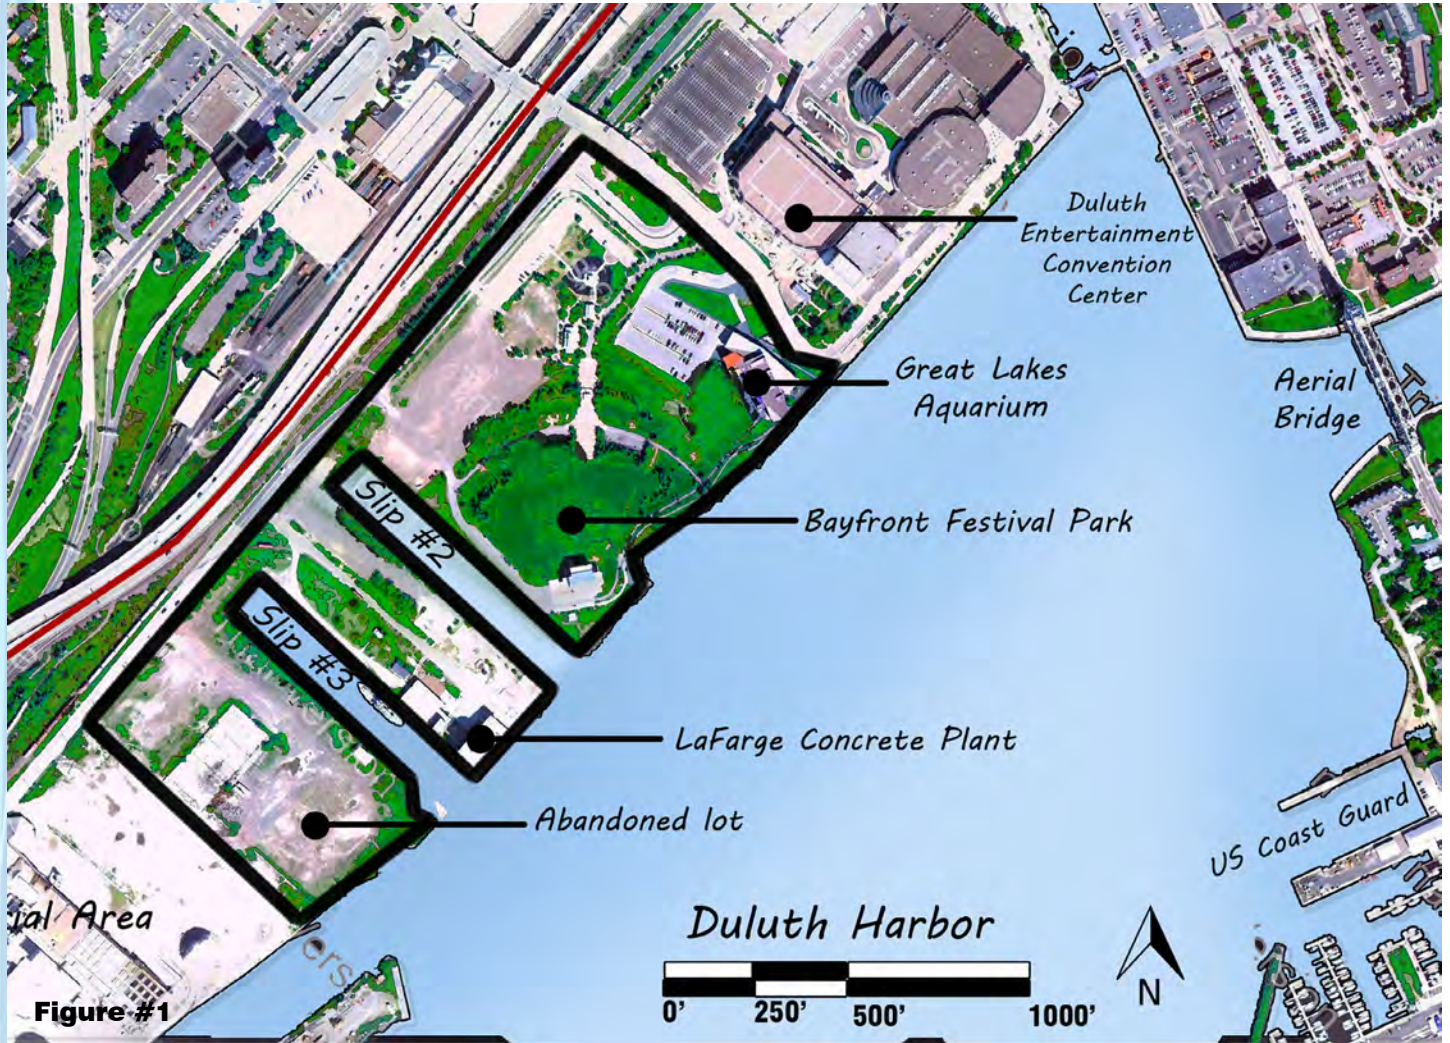 Duluth
Entertainment
Convention
Center
Great Lakes
Aquarium
Aerial
Bridge
Slip #2
Bayfront Festival Park
Slip #3
LaFarge Concrete Plant
Abandoned lot
US Coast Guard
ial Area
ers
Duluth Harbor
N
0' 250' 500' 1000'
Figure #1